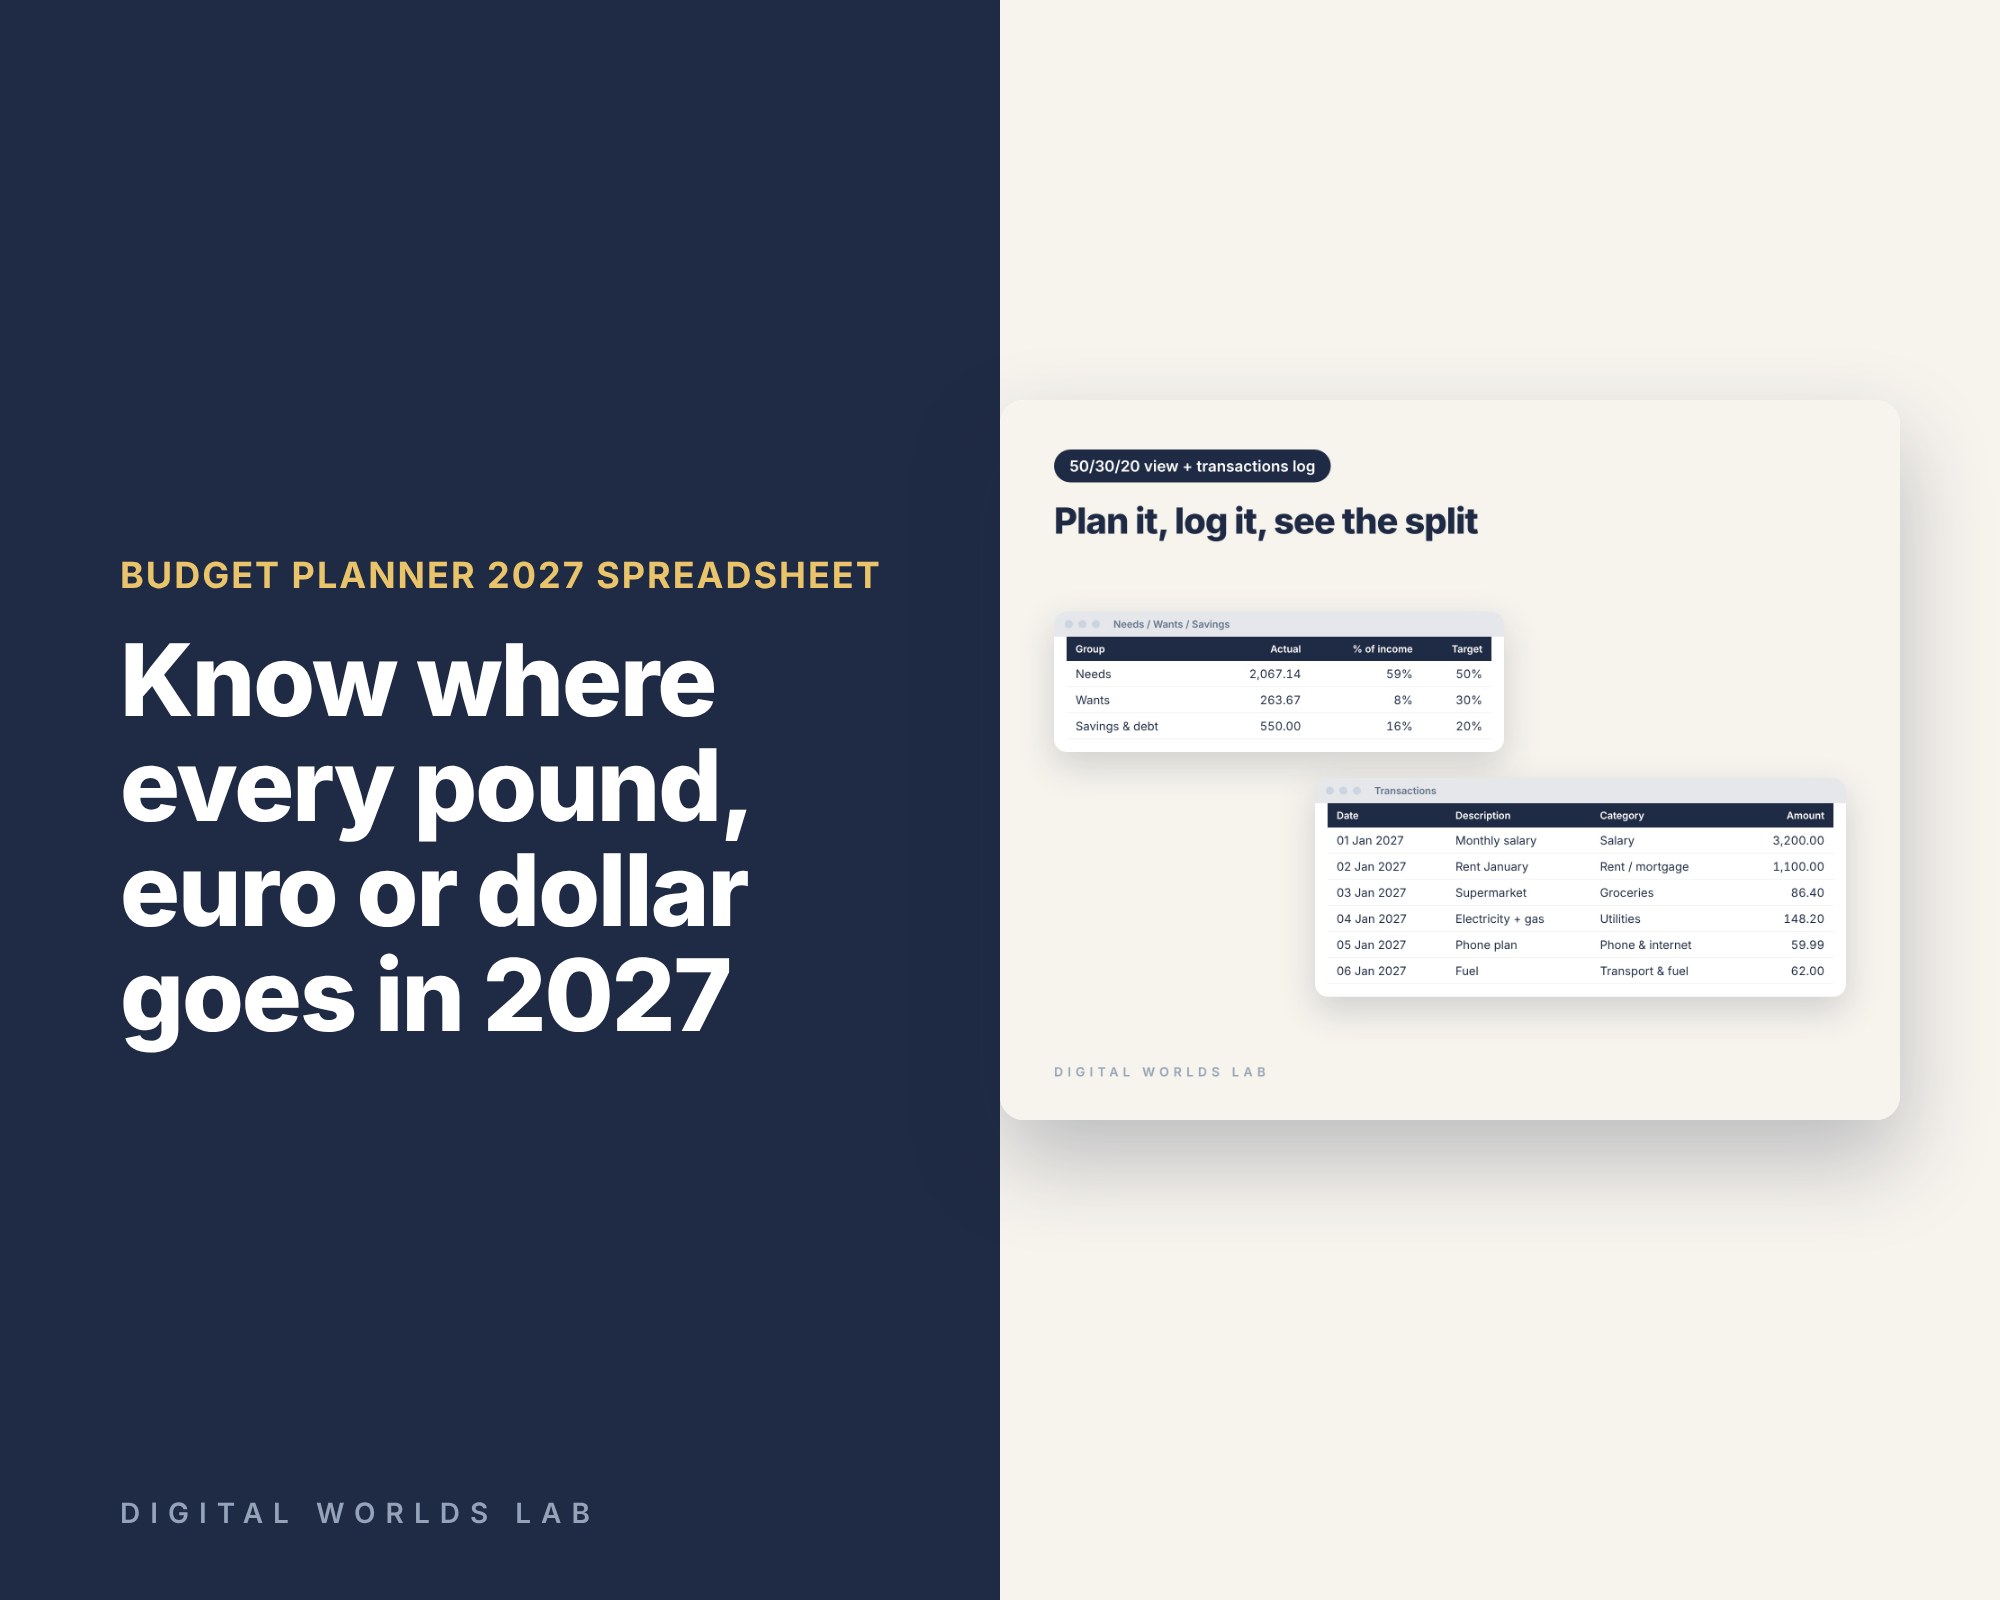 BUDGET PLANNER 2027 SPREADSHEET
Know where
every pound,
euro or dollar
goes in 2027
DIGITAL WORLDS LAB
50/30/20 view + transactions log
Plan it, log it, see the split
Needs / Wants / Savings
Group Actual % of income Target
Needs 2,067.14 59% 50%
Wants 263.67 8% 30%
Savings & debt 550.00 16% 20%
Transactions
Date Description Category Amount
01 Jan 2027 Monthly salary Salary 3,200.00
02 Jan 2027 Rent January Rent / mortgage 1,100.00
03 Jan 2027 Supermarket Groceries 86.40
04 Jan 2027 Electricity + gas Utilities 148.20
05 Jan 2027 Phone plan Phone & internet 59.99
06 Jan 2027 Fuel Transport & fuel 62.00
DIGITAL WORLDS LAB